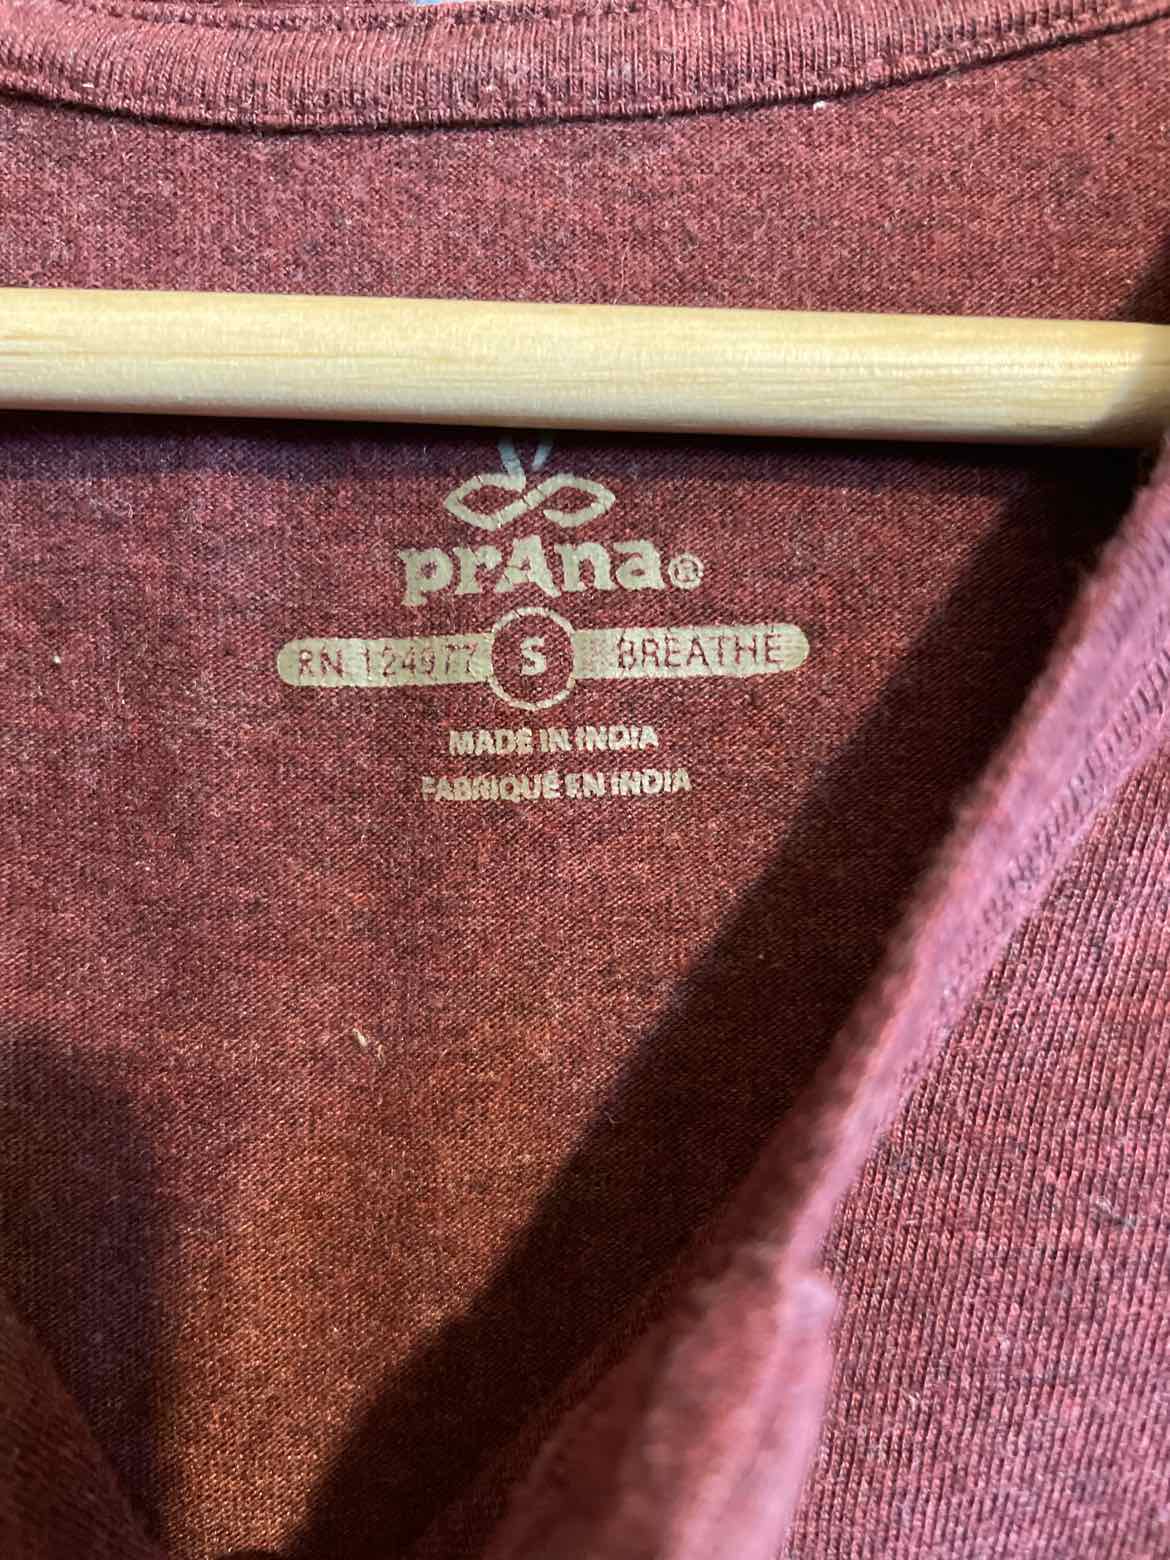 prAna®
RN 124977 S BREATHE
MADE IN INDIA
FABRIQUÉ EN INDIA